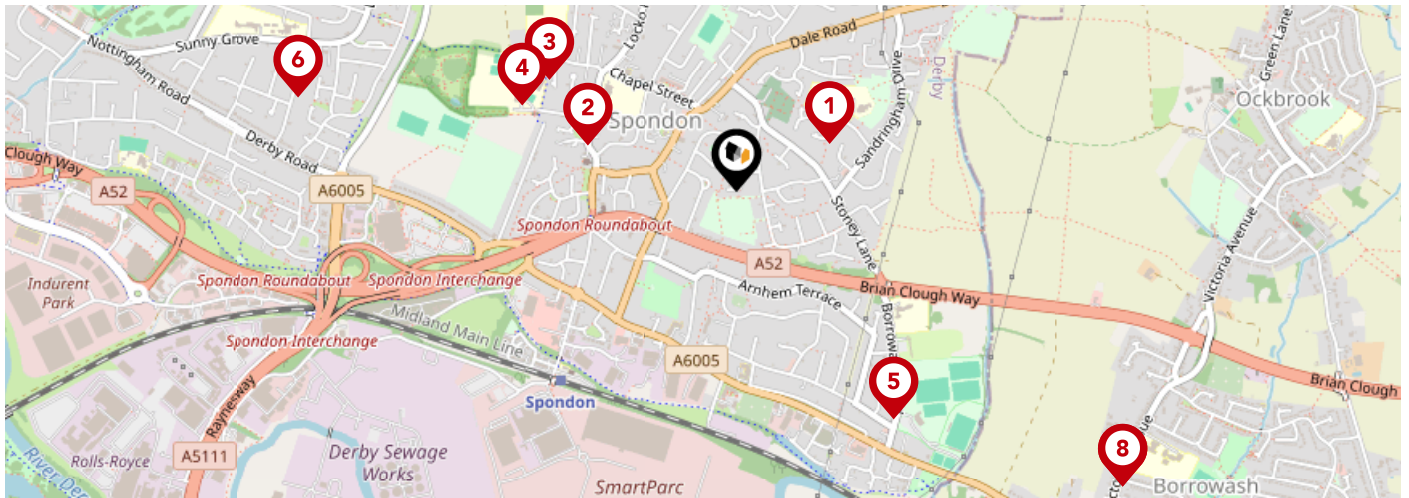 Sunny Grove
Nottingham Road
Derby Road
Clough Way
A52
A6005
Indurent
Park
Spondon Roundabout
Spondon Interchange
Spondon Interchange
Raynesway
A5111
Rolls-Royce
River Der
Midland Main Line
Derby Sewage
Works
Spondon
SmartParc
A6005
6
3
4
2
Locko
Chapel Street
Spondon
Dale Road
1
Sandringham Drive
Derby
Stoney Lane
Spondon Roundabout
A52
Arnhem Terrace
Brian Clough Way
Borrowa
5
Green Lane
Ockbrook
Victoria Avenue
Brian Clough
8
Borrowash